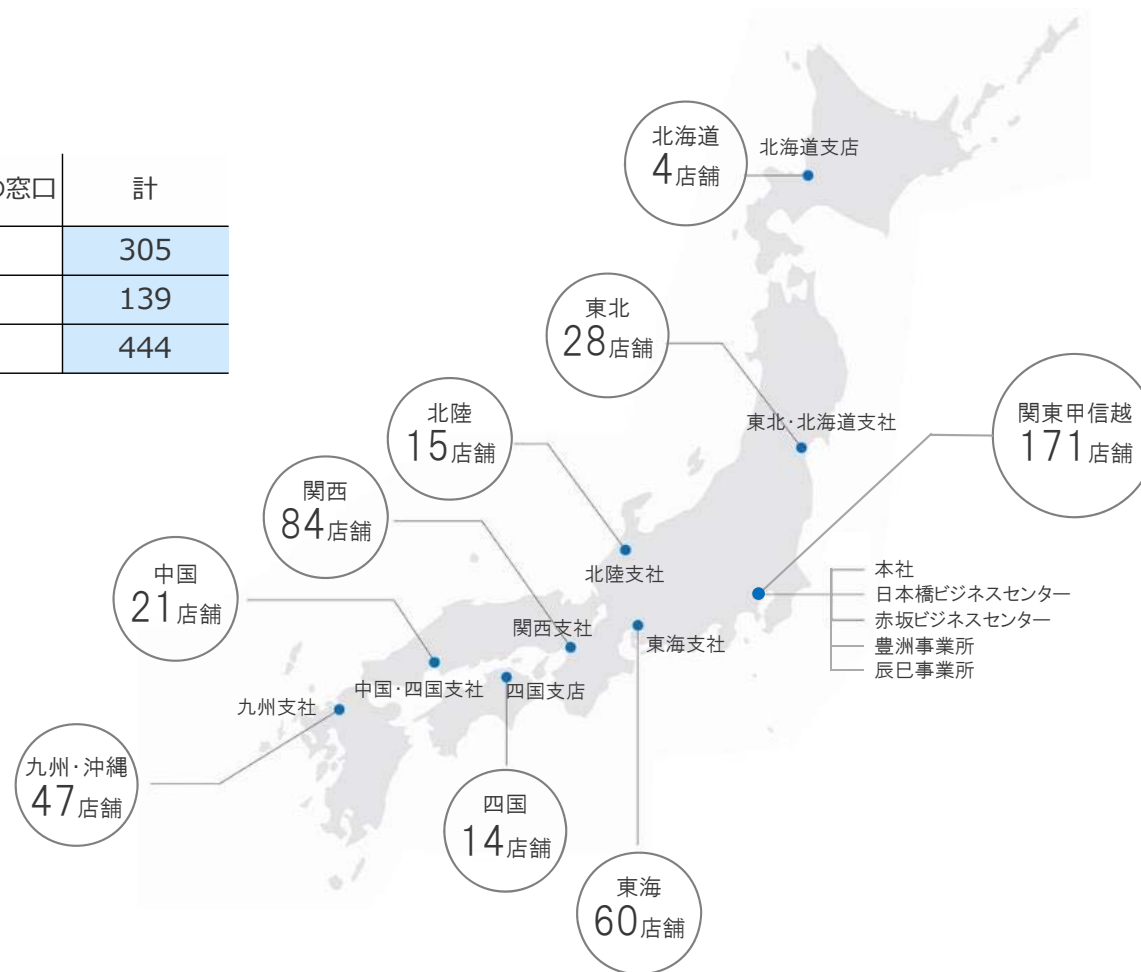 の窓口 計
305
139
444
北海道
4店舗
北海道支店
東北
28店舗
東北・北海道支社
北陸
15店舗
関東甲信越
171店舗
関西
84店舗
北陸支社
中国
21店舗
本社
日本橋ビジネスセンター
赤坂ビジネスセンター
豊洲事業所
辰巳事業所
関西支社
東海支社
中国・四国支社
四国支店
九州支社
九州・沖縄
47店舗
四国
14店舗
東海
60店舗